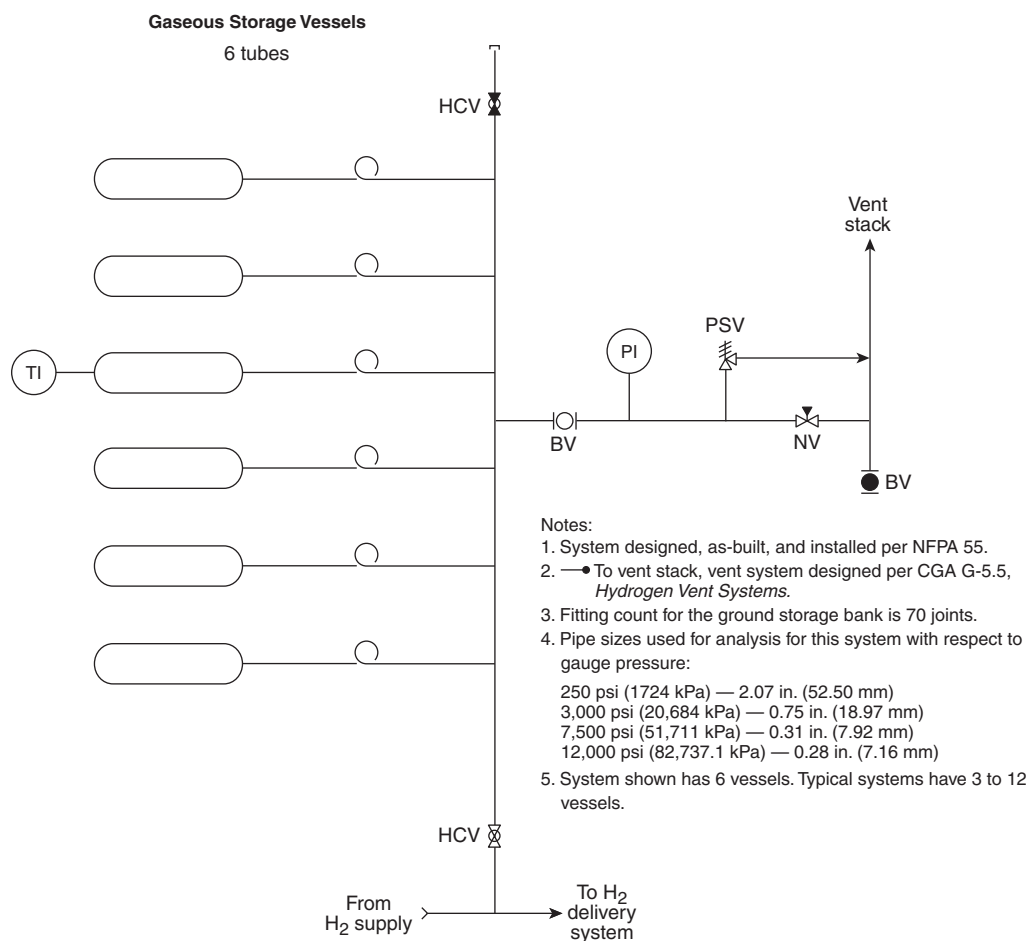 Gaseous Storage Vessels
6 tubes
HCV
Vent
stack
PSV
PI
TI
BV
NV
BV
Notes:
1. System designed, as-built, and installed per NFPA 55.
2. To vent stack, vent system designed per CGA G-5.5,
Hydrogen Vent Systems.
3. Fitting count for the ground storage bank is 70 joints.
4. Pipe sizes used for analysis for this system with respect to
gauge pressure:
250 psi (1724 kPa) — 2.07 in. (52.50 mm)
3,000 psi (20,684 kPa) — 0.75 in. (18.97 mm)
7,500 psi (51,711 kPa) — 0.31 in. (7.92 mm)
12,000 psi (82,737.1 kPa) — 0.28 in. (7.16 mm)
5. System shown has 6 vessels. Typical systems have 3 to 12
vessels.
HCV
From
H2 supply
To H2
delivery
system